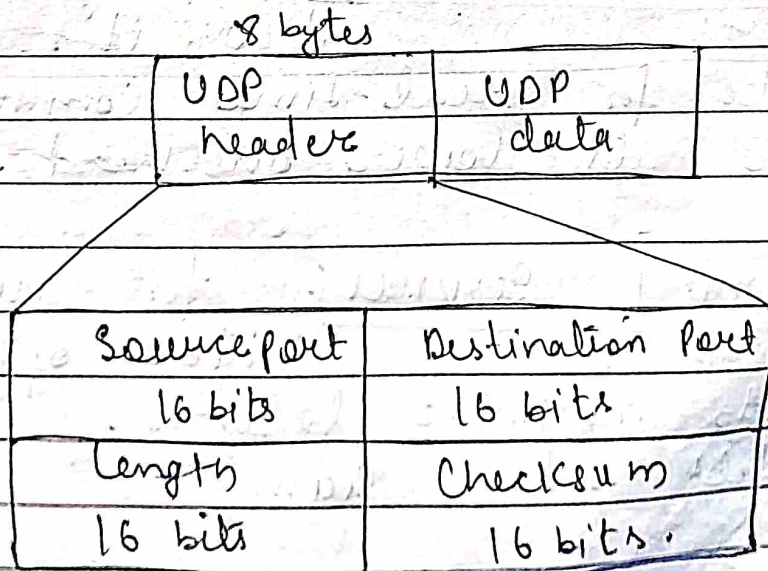 8 bytes
UDP UDP
header data
Source port Destination Port
16 bits 16 bits
Length Checksum
16 bits 16 bits.